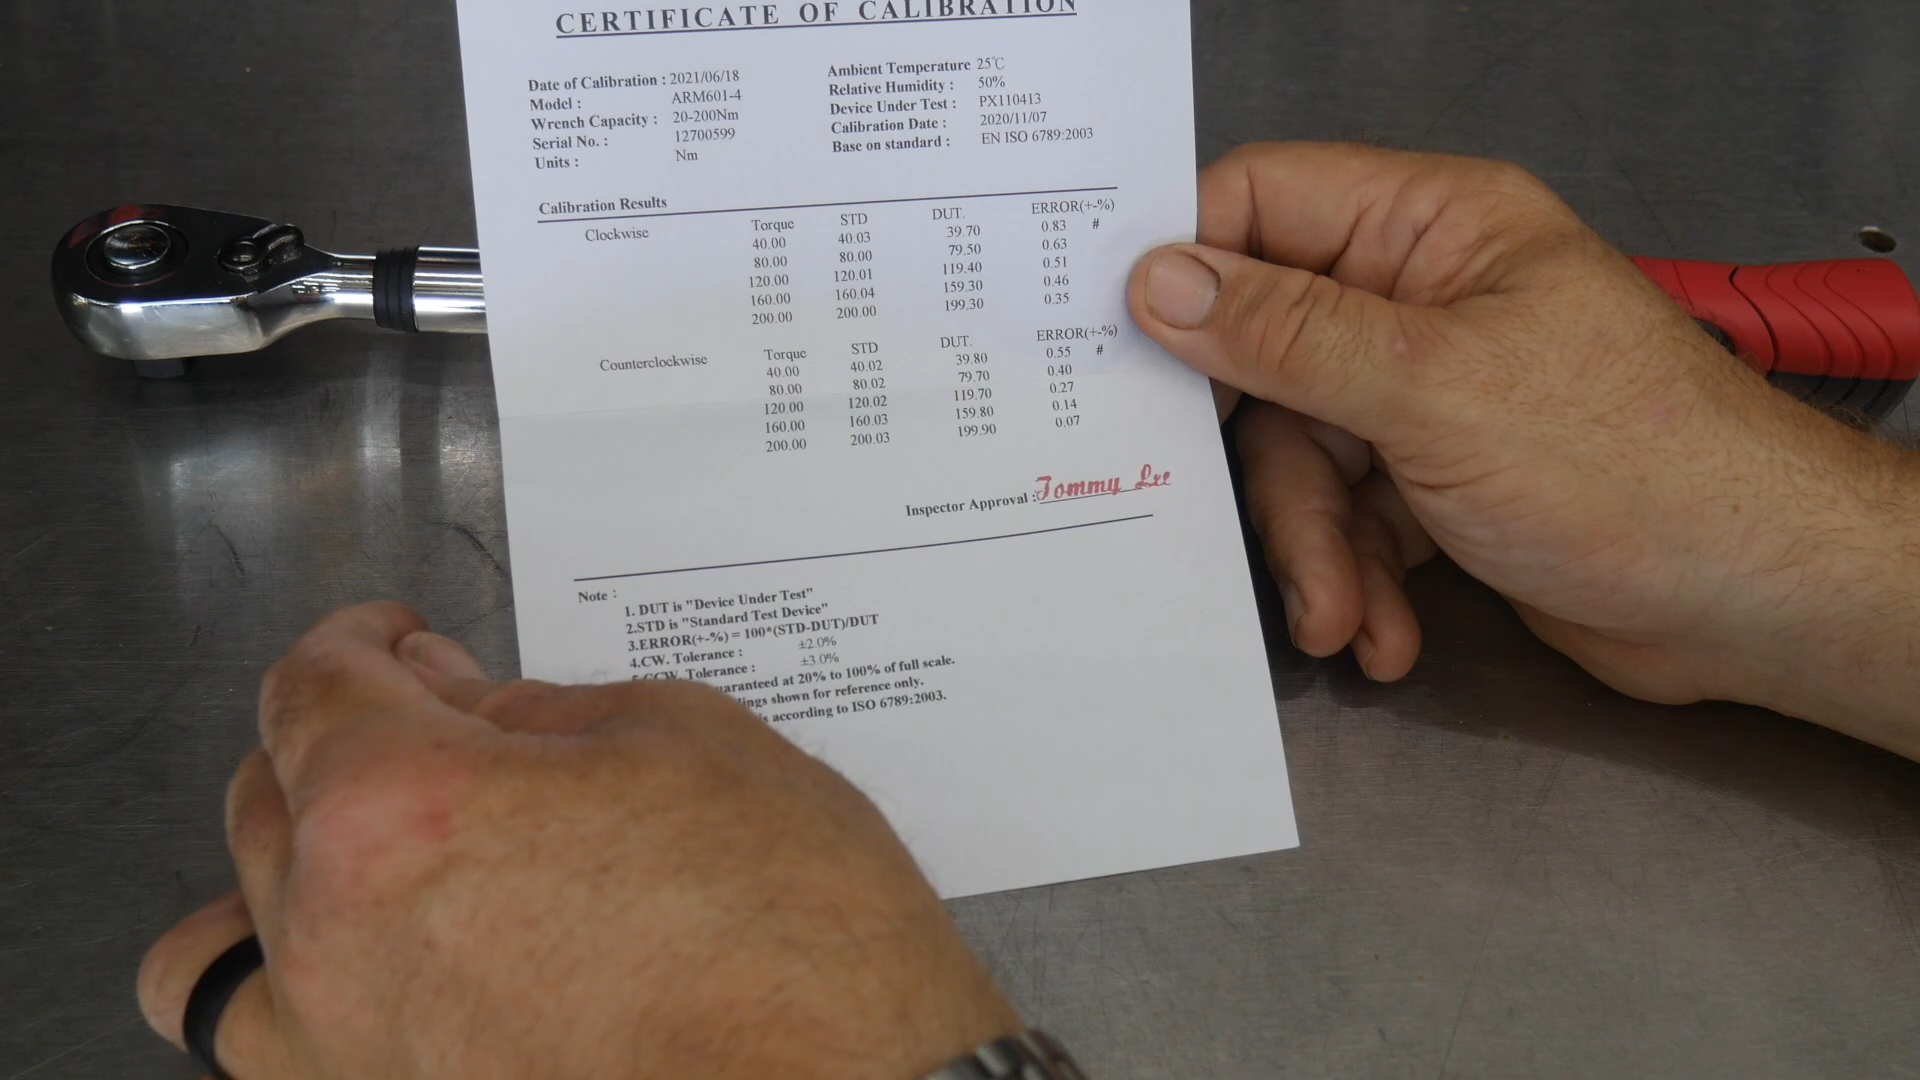 CERTIFICATE OF CALIBRATION
Date of Calibration : 2021/06/18 Ambient Temperature 25℃
Model : ARM601-4 Relative Humidity : 50%
Wrench Capacity : 20-200Nm Device Under Test : PX110413
Serial No. : 12700599 Calibration Date : 2020/11/07
Units : Nm Base on standard : EN ISO 6789:2003
Calibration Results
Clockwise Torque STD DUT. ERROR(+-%)
40.00 40.03 39.70 0.83 #
80.00 80.00 79.50 0.63
120.00 120.01 119.40 0.51
160.00 160.04 159.30 0.46
200.00 200.00 199.30 0.35
Counterclockwise Torque STD DUT. ERROR(+-%)
40.00 40.02 39.80 0.55 #
80.00 80.02 79.70 0.40
120.00 120.02 119.70 0.27
160.00 160.03 159.80 0.14
200.00 200.03 199.90 0.07
Inspector Approval : Tommy Lee
Note :
1. DUT is "Device Under Test"
2.STD is "Standard Test Device"
3.ERROR(+-%) = 100*(STD-DUT)/DUT
4.CW. Tolerance : ±2.0%
5.CCW. Tolerance : ±3.0%
at 20% to 100% of full scale.
shown for reference only.
is according to ISO 6789:2003.